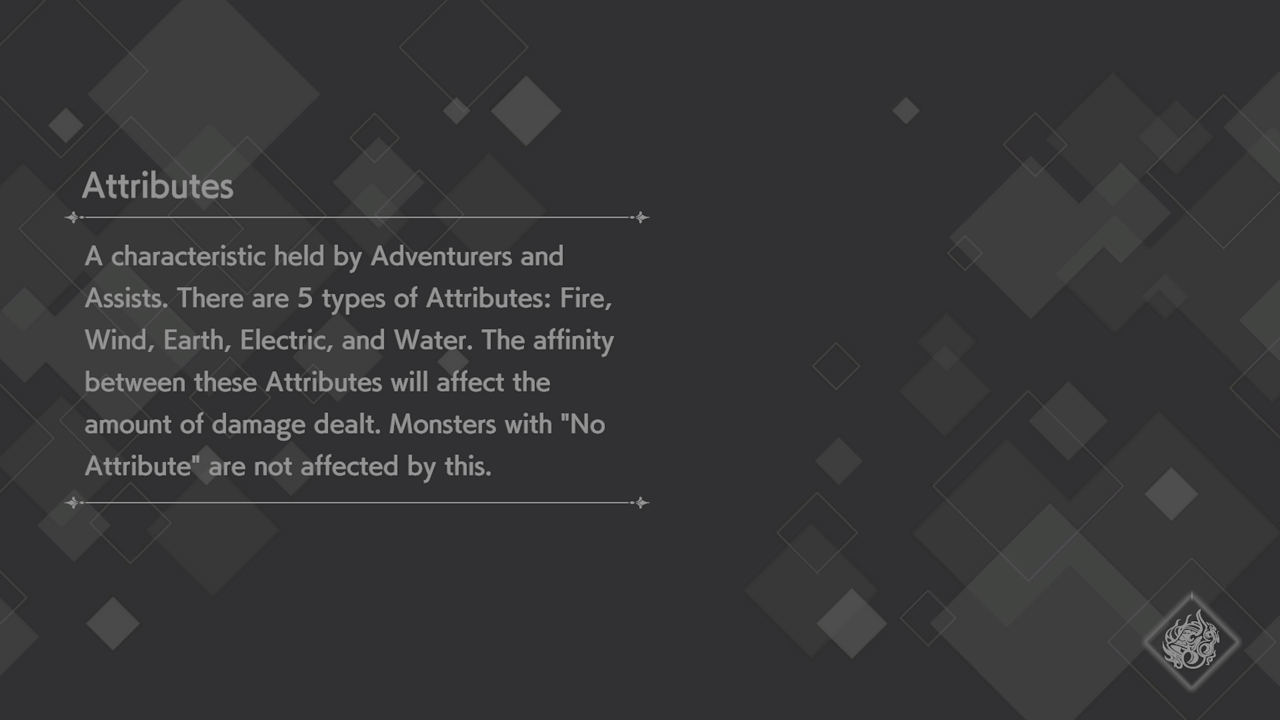 Attributes
A characteristic held by Adventurers and
Assists. There are 5 types of Attributes: Fire,
Wind, Earth, Electric, and Water. The affinity
between these Attributes will affect the
amount of damage dealt. Monsters with "No
Attribute" are not affected by this.